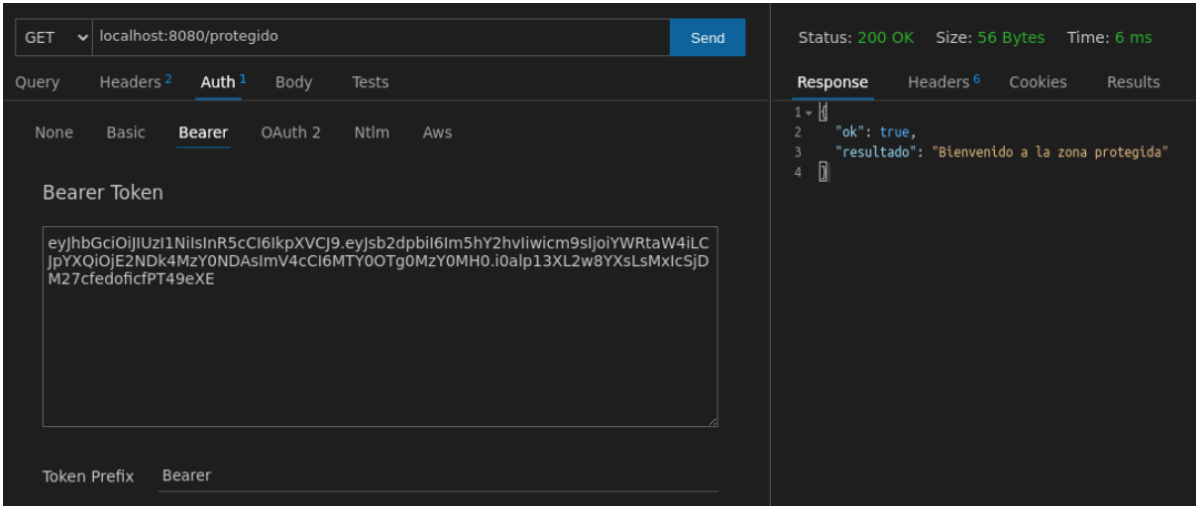 GET localhost:8080/protegido Send
Query Headers 2 Auth 1 Body Tests
None Basic Bearer OAuth 2 Ntlm Aws
Bearer Token
eyJhbGciOiJIUzI1NiIsInR5cCI6IkpXVCJ9.eyJsb2dpbiI6Im5hY2hvIiwicm9sIjoiYWRtaW4iLC
JpYXQiOjE2NDk4MzY0NDAsImV4cCI6MTY0OTg0MzY0MH0.i0alp13XL2w8YXsLsMxIcSjD
M27cfedoficfPT49eXE
Token Prefix Bearer
Status: 200 OK Size: 56 Bytes Time: 6 ms
Response Headers 6 Cookies Results
1 {
2 "ok": true,
3 "resultado": "Bienvenido a la zona protegida"
4 }